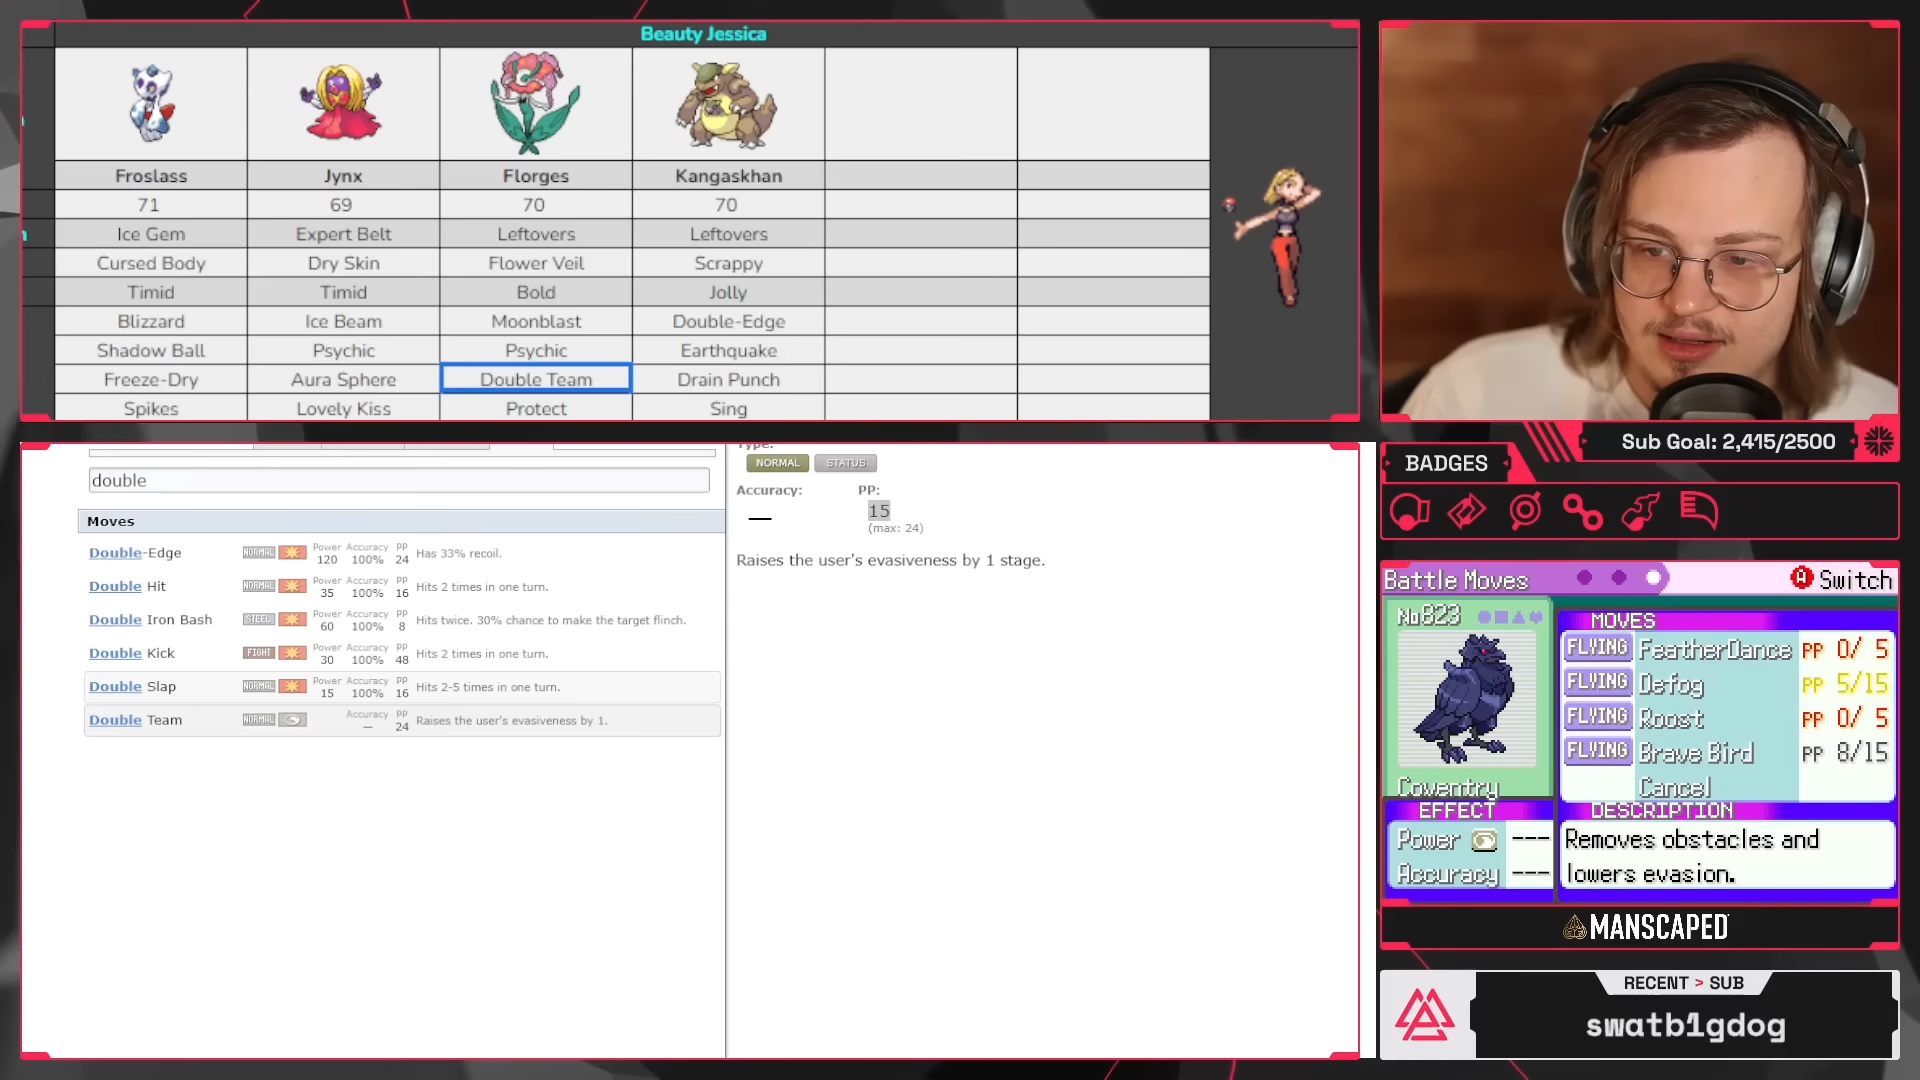 Beauty Jessica
Froslass Jynx Florges Kangaskhan
71 69 70 70
Ice Gem Expert Belt Leftovers Leftovers
Cursed Body Dry Skin Flower Veil Scrappy
Timid Timid Bold Jolly
Blizzard Ice Beam Moonblast Double-Edge
Shadow Ball Psychic Psychic Earthquake
Freeze-Dry Aura Sphere Double Team Drain Punch
Spikes Lovely Kiss Protect Sing
Sub Goal: 2,415/2500
BADGES
double
Moves
Double-Edge NORMAL Power 120 Accuracy 100% PP 24 Has 33% recoil.
Double Hit NORMAL Power 35 Accuracy 100% PP 16 Hits 2 times in one turn.
Double Iron Bash STEEL Power 60 Accuracy 100% PP 8 Hits twice. 30% chance to make the target flinch.
Double Kick FIGHT Power 30 Accuracy 100% PP 48 Hits 2 times in one turn.
Double Slap NORMAL Power 15 Accuracy 100% PP 16 Hits 2-5 times in one turn.
Double Team NORMAL Accuracy — PP 24 Raises the user's evasiveness by 1.
Type:
NORMAL STATUS
Accuracy: PP:
— 15
(max: 24)
Raises the user's evasiveness by 1 stage.
Battle Moves A Switch
No823
MOVES
FLYING FeatherDance PP 0/ 5
FLYING Defog PP 5/15
FLYING Roost PP 0/ 5
FLYING Brave Bird PP 8/15
Coventry Cancel
EFFECT DESCRIPTION
Power --- Removes obstacles and
Accuracy --- lowers evasion.
MANSCAPED
RECENT > SUB
swatb1gdog